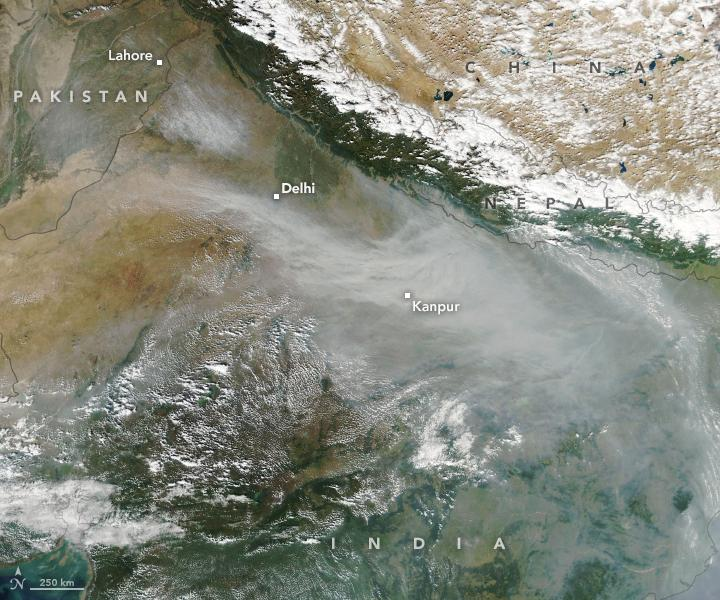 Lahore
CHINA
PAKISTAN
Delhi
NEPAL
Kanpur
INDIA
N 250 km